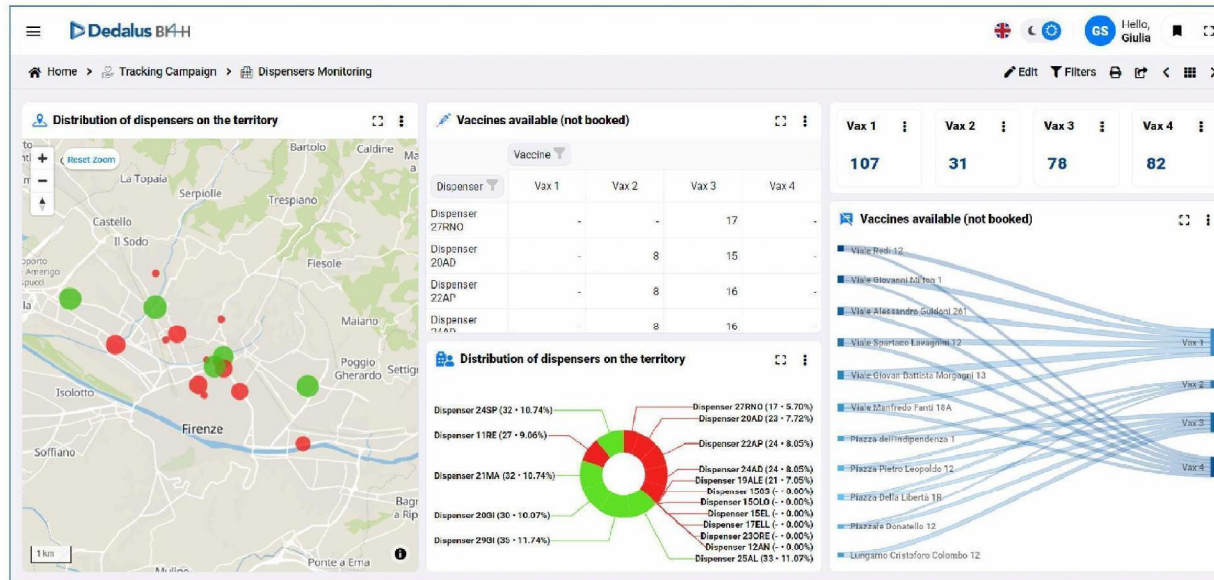 Dedalus BI4H
Hello,
GS Giulia
Home > Tracking Campaign > Dispensers Monitoring
Edit Filters
Distribution of dispensers on the territory
+ Reset Zoom
-
Bartolo
Caldine
La Topaia
Serpiolle
Trespiano
Castello
Il Sodo
Fiesole
Amerigo
Maiano
Poggio
Gherardo
Settig
Isolotto
Firenze
Soffiano
Bagn
a Rip
1 km
Ponte a Ema
Vaccines available (not booked)
Vaccine
Dispenser Vax 1 Vax 2 Vax 3 Vax 4
Dispenser
27RNO - - 17 -
Dispenser
20AD - 8 15 -
Dispenser
22AP - 8 16 -
Dispenser
24AD - 8 16 -
Distribution of dispensers on the territory
Dispenser 24SP (32 • 10.74%)
Dispenser 11RE (27 • 9.06%)
Dispenser 21MA (32 • 10.74%)
Dispenser 20GI (30 • 10.07%)
Dispenser 29GI (35 • 11.74%)
Dispenser 27RNO (17 • 5.70%)
Dispenser 20AD (23 • 7.72%)
Dispenser 22AP (24 • 8.05%)
Dispenser 24AD (24 • 8.05%)
Dispenser 19ALE (21 • 7.05%)
Dispenser 15GS (- • 0.00%)
Dispenser 15OLO (- • 0.00%)
Dispenser 15EL (- • 0.00%)
Dispenser 17ELL (- • 0.00%)
Dispenser 23ORE (- • 0.00%)
Dispenser 12AN (- • 0.00%)
Dispenser 25AL (33 • 11.07%)
Vax 1 Vax 2 Vax 3 Vax 4
107 31 78 82
Vaccines available (not booked)
Viale Redi 12
Viale Giovanni Milton 1
Viale Alessandro Guidoni 261
Viale Spartaco Lavagnini 12
Viale Giovan Battista Morgagni 13
Viale Manfredo Fanti 18A
Piazza dell'Indipendenza 1
Piazza Pietro Leopoldo 12
Piazza Della Libertà 1R
Piazzale Donatello 12
Lungarno Cristoforo Colombo 12
Vax 1
Vax 2
Vax 3
Vax 4